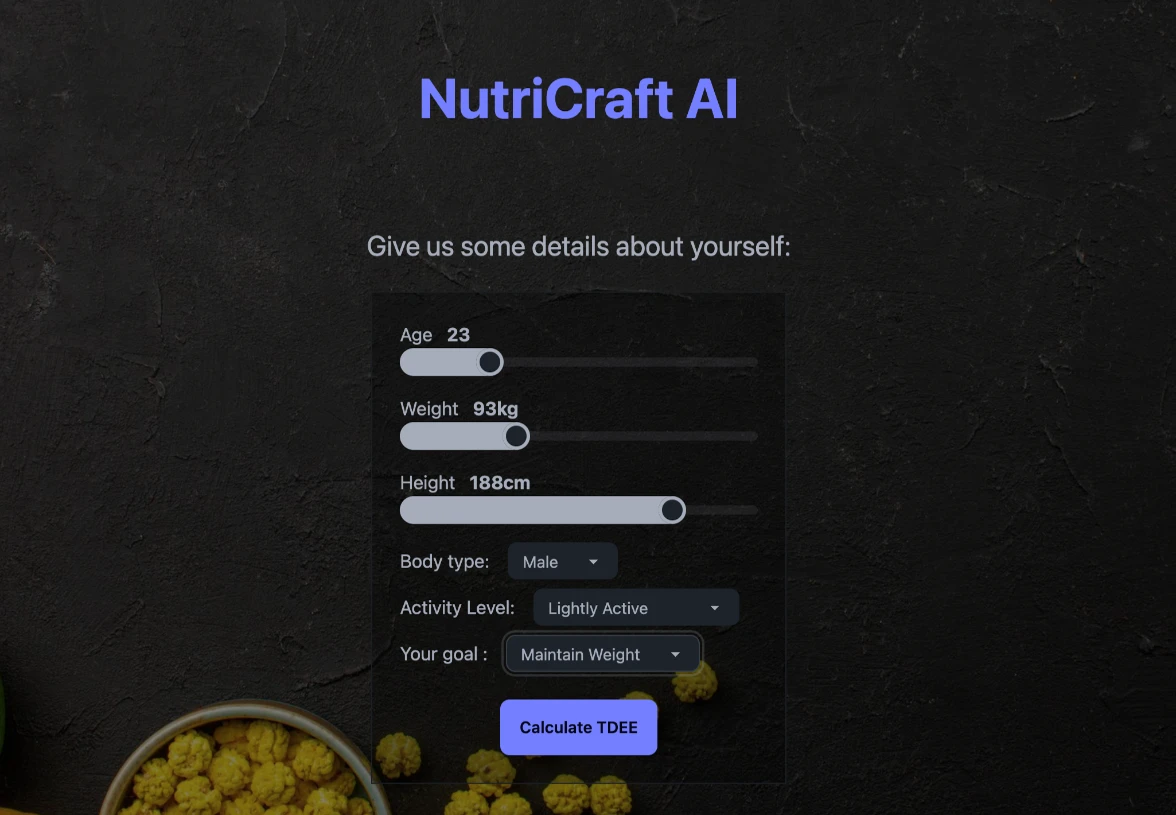 NutriCraft AI
Give us some details about yourself:
Age 23
Weight 93kg
Height 188cm
Body type: Male
Activity Level: Lightly Active
Your goal : Maintain Weight
Calculate TDEE